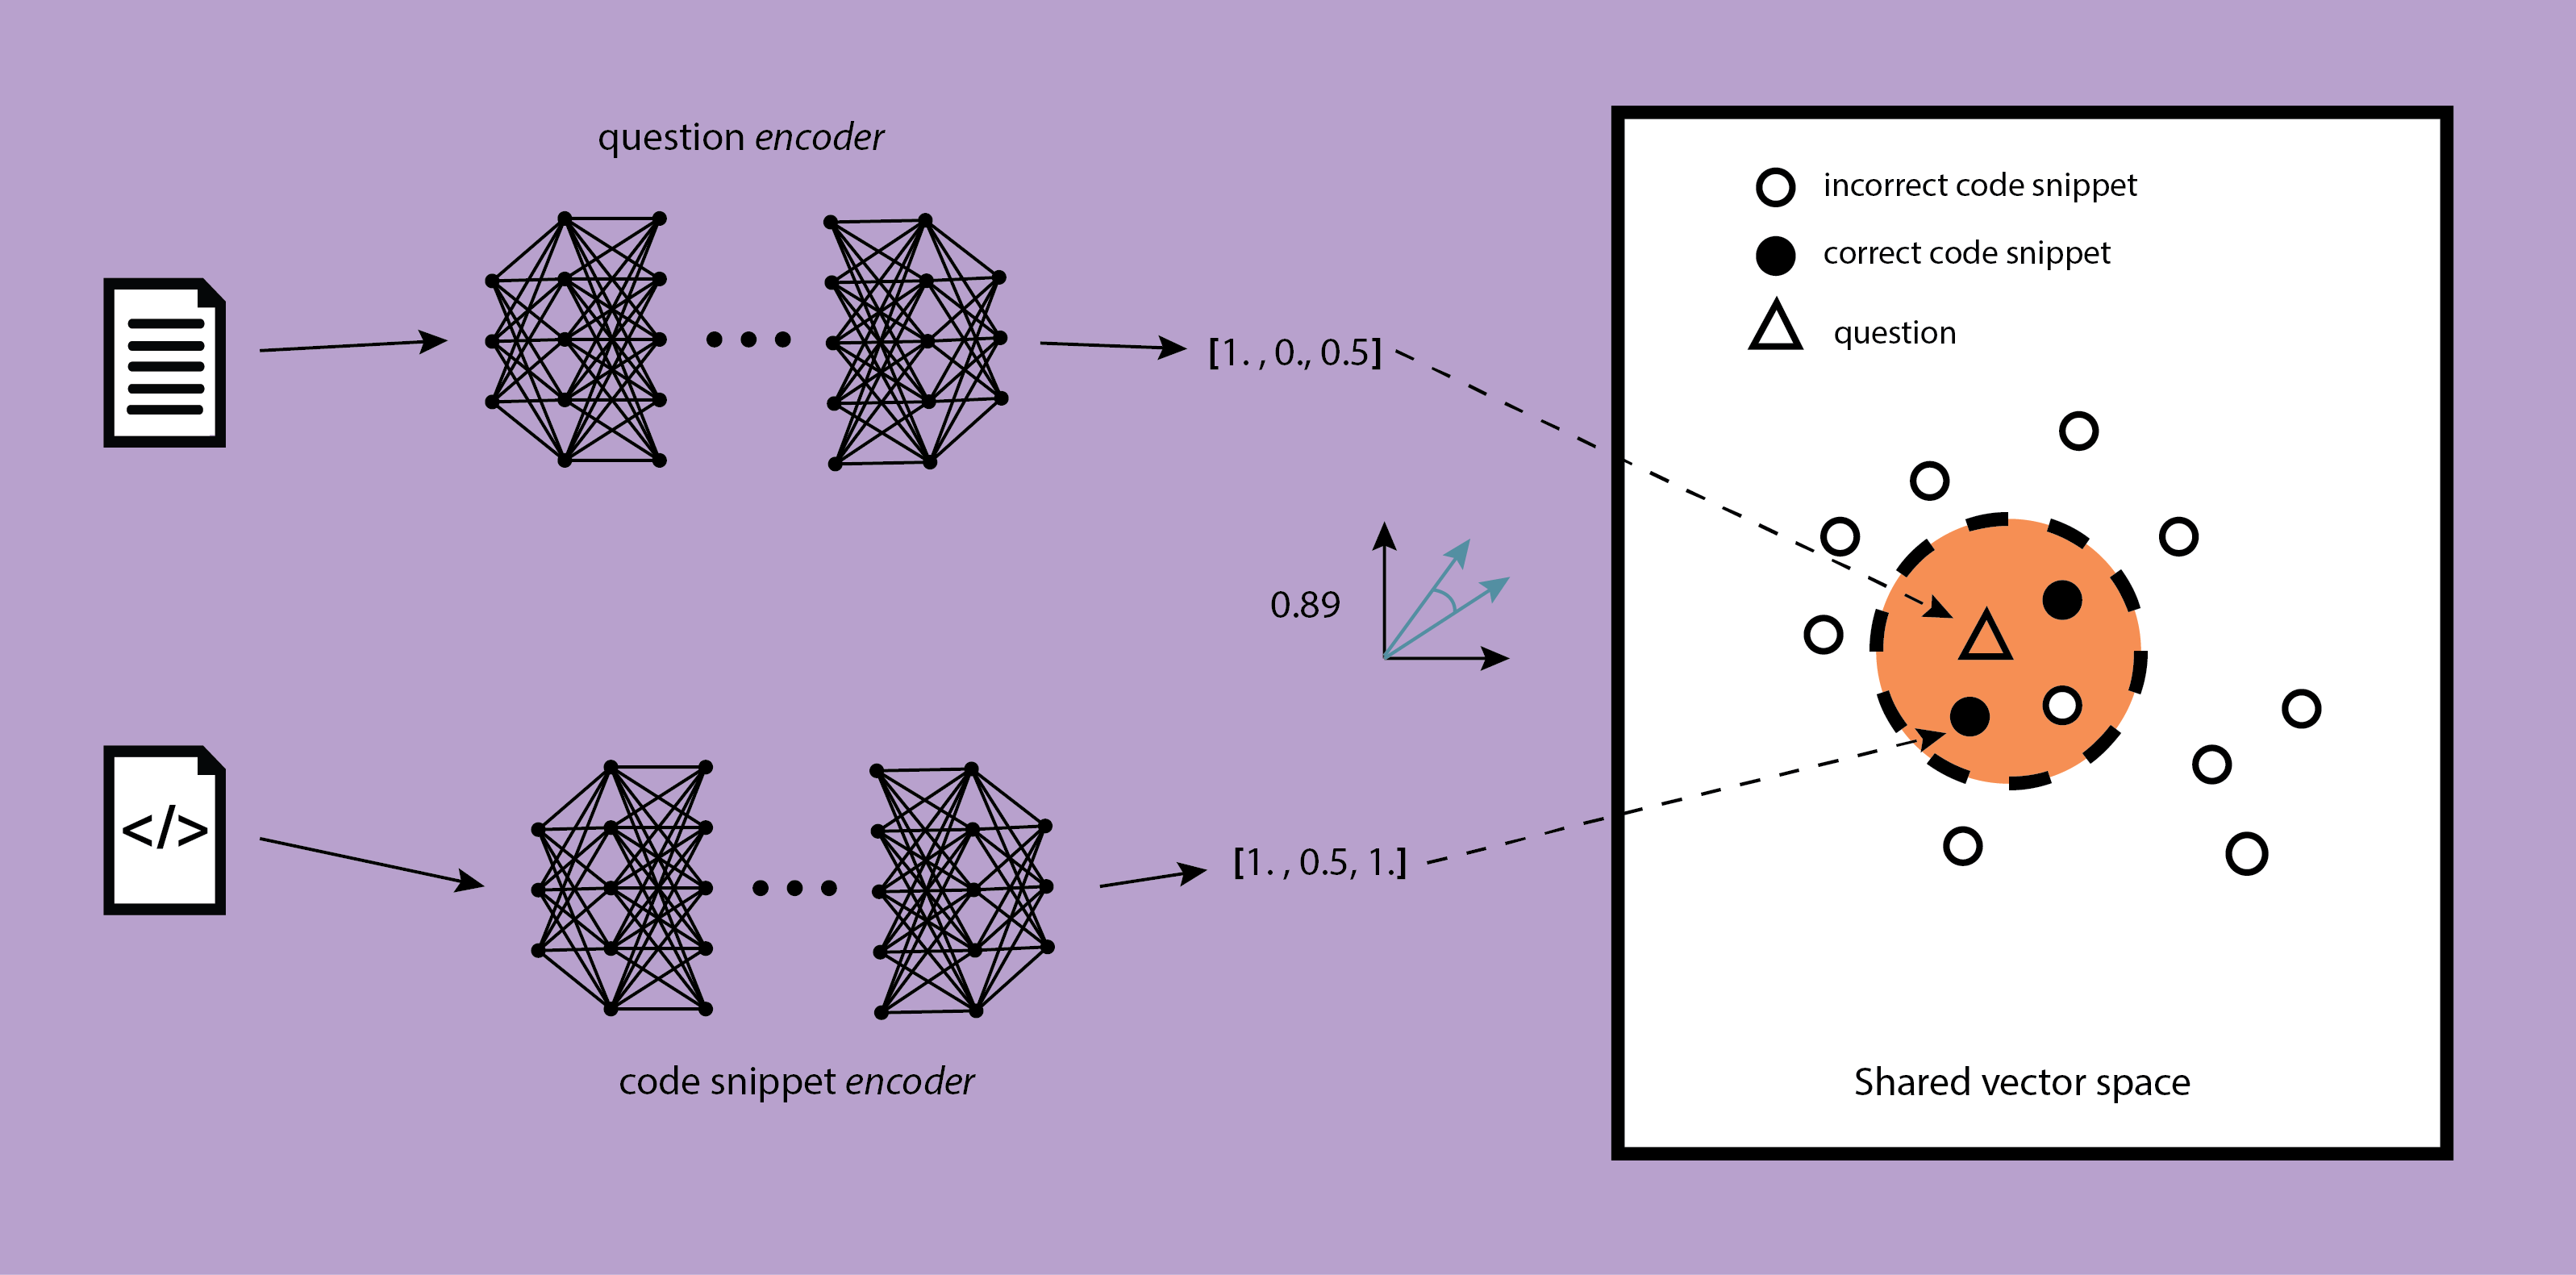 question encoder
[1. , 0., 0.5]
0.89
</>
[1. , 0.5, 1.]
code snippet encoder
incorrect code snippet
correct code snippet
question
Shared vector space